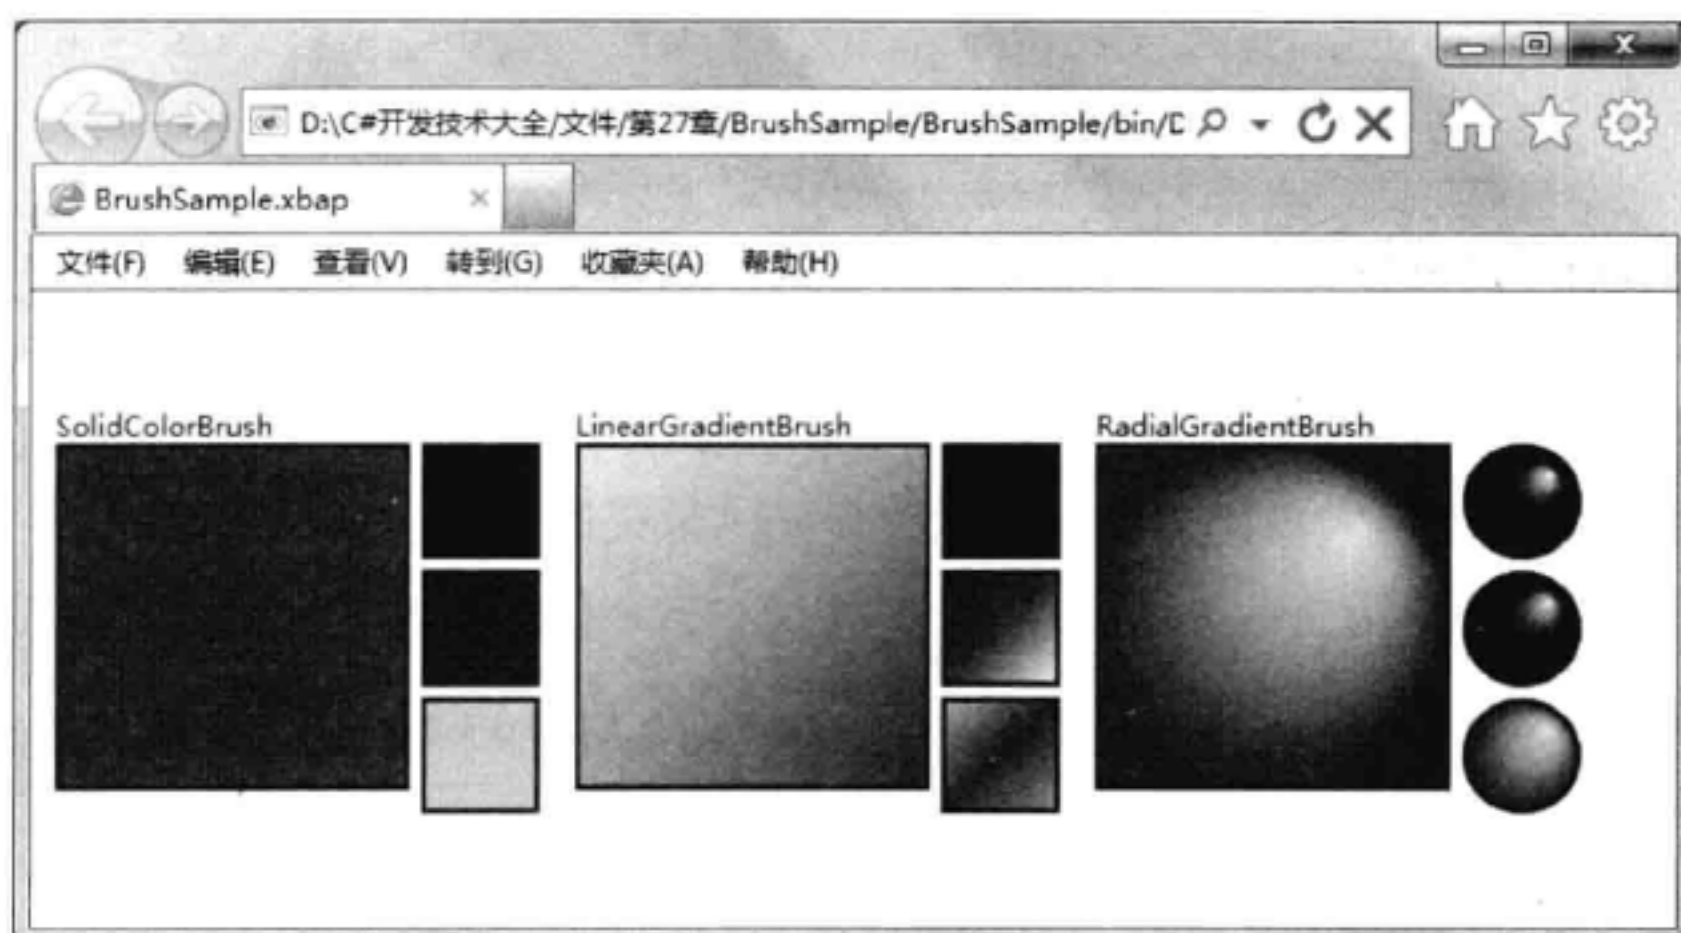 D:\C#开发技术大全/文件/第27章/BrushSample/BrushSample/bin/D
BrushSample.xbap
文件(F) 编辑(E) 查看(V) 转到(G) 收藏夹(A) 帮助(H)
SolidColorBrush LinearGradientBrush RadialGradientBrush